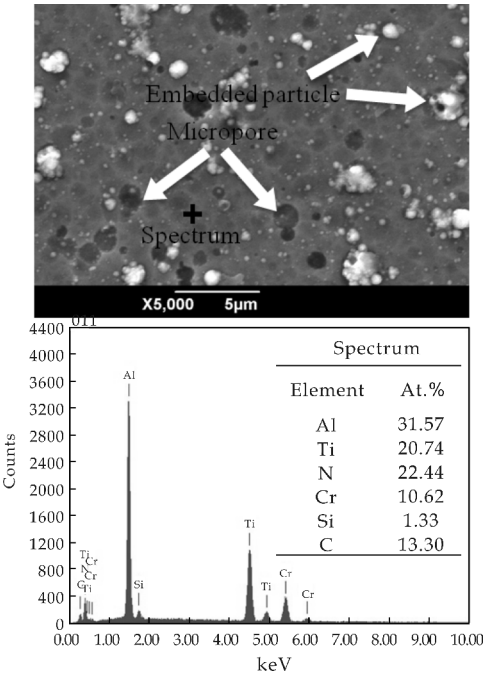 Embedded particle
Micropore
Spectrum
X5,000 5µm
011
4400
4000
3600
3200
2800
2400
2000
1600
1200
800
400
0
Counts
Al
Ti
N
Cr
C
Cr
Ti
Si
Ti
Ti
Cr
Cr
Spectrum
Element At.%
Al 31.57
Ti 20.74
N 22.44
Cr 10.62
Si 1.33
C 13.30
0.00 1.00 2.00 3.00 4.00 5.00 6.00 7.00 8.00 9.00 10.00
keV